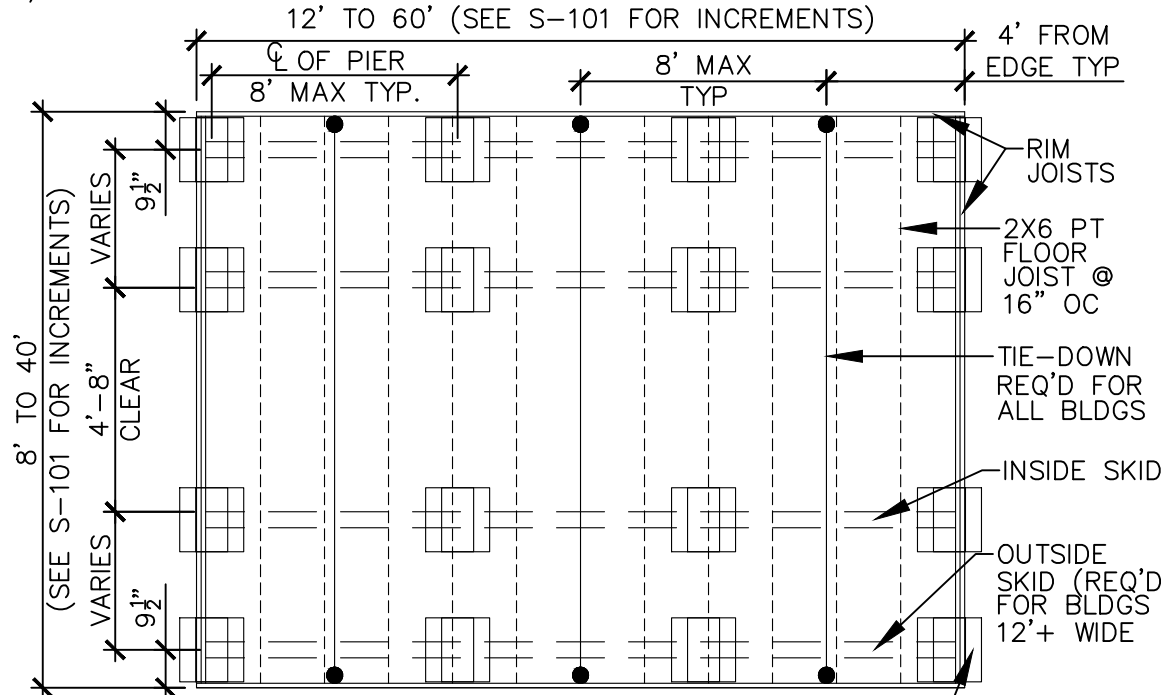 12' TO 60' (SEE S-101 FOR INCREMENTS)
4' FROM
EDGE TYP
℄ OF PIER
8' MAX TYP.
8' MAX
TYP
RIM
JOISTS
2X6 PT
FLOOR
JOIST @
16" OC
TIE-DOWN
REQ'D FOR
ALL BLDGS
INSIDE SKID
OUTSIDE
SKID (REQ'D
FOR BLDGS
12'+ WIDE
8' TO 40'
(SEE S-101 FOR INCREMENTS)
VARIES
9½"
4'-8"
CLEAR
VARIES
9½"